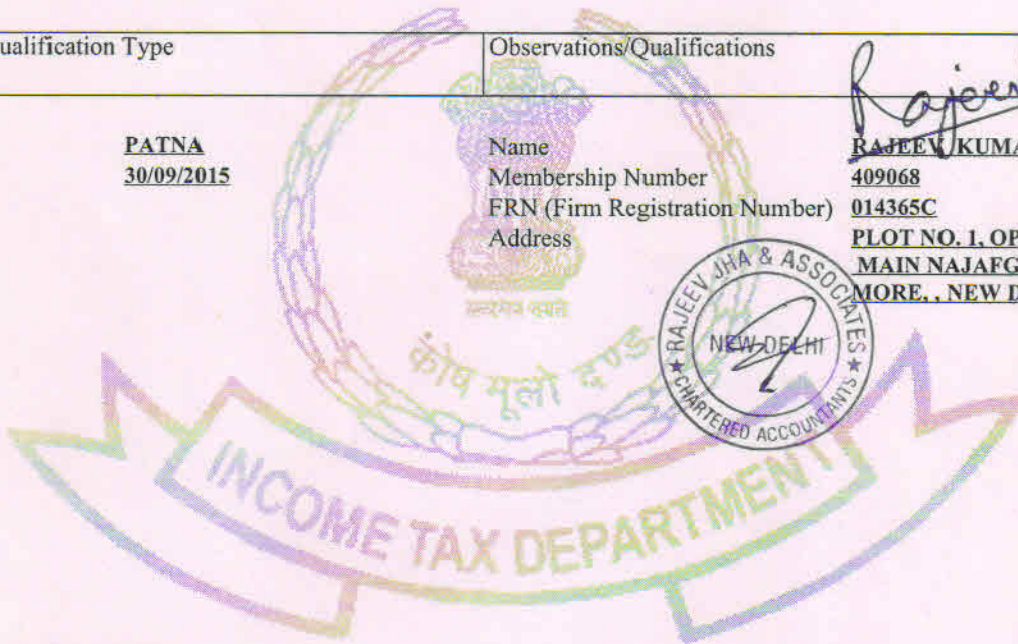 ualification Type Observations/Qualifications
Rajeev
PATNA Name RAJEEV KUMA
30/09/2015 Membership Number 409068
FRN (Firm Registration Number) 014365C
Address PLOT NO. 1, OP
MAIN NAJAFG
MORE, , NEW D
सत्यमेव जयते
कोष मूलो दण्ड
RAJEEV JHA & ASSOCIATES
NEW DELHI
★ CHARTERED ACCOUNTANTS ★
INCOME TAX DEPARTMENT